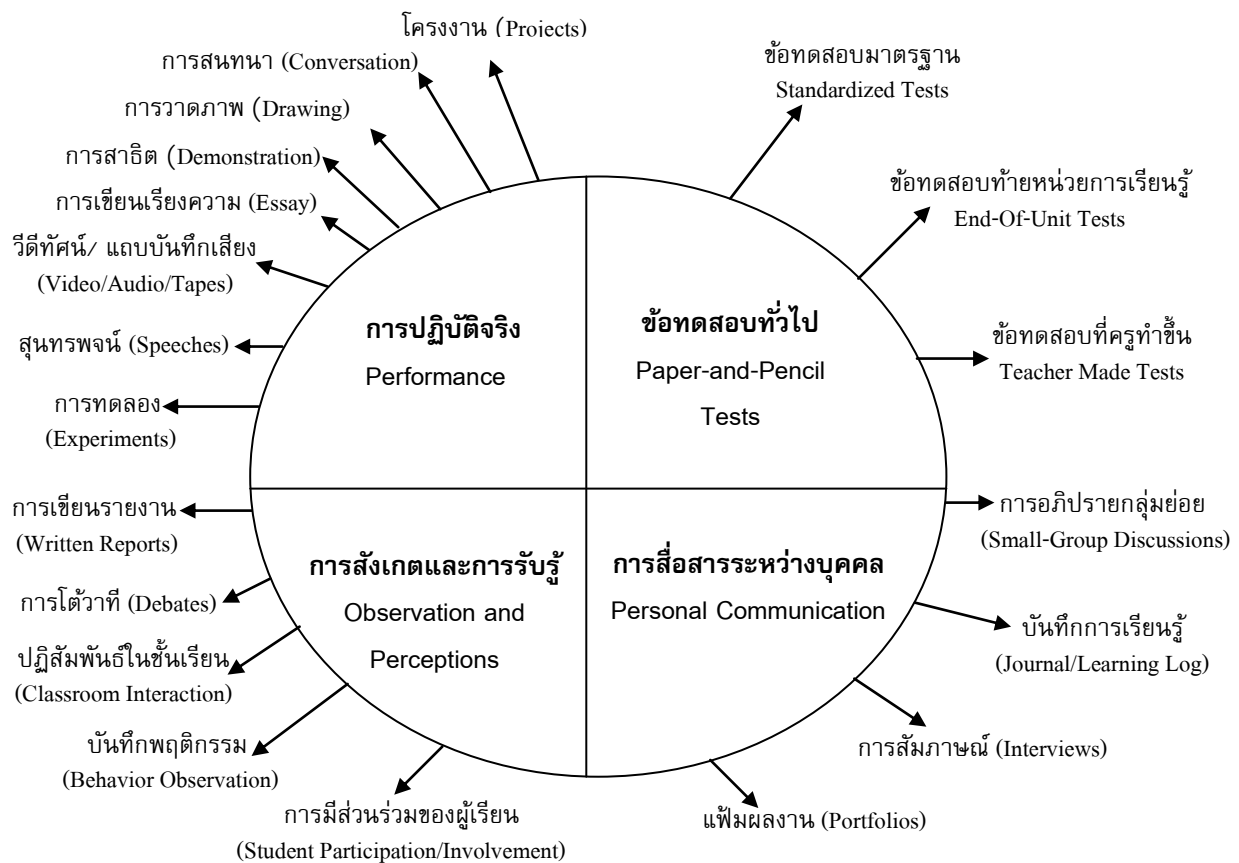 โครงงาน (Projects)
การสนทนา (Conversation)
การวาดภาพ (Drawing)
การสาธิต (Demonstration)
การเขียนเรียงความ (Essay)
วีดีทัศน์/ แถบบันทึกเสียง
(Video/Audio/Tapes)
สุนทรพจน์ (Speeches)
การทดลอง
(Experiments)
การเขียนรายงาน
(Written Reports)
การโต้วาที (Debates)
ปฏิสัมพันธ์ในชั้นเรียน
(Classroom Interaction)
บันทึกพฤติกรรม
(Behavior Observation)
การมีส่วนร่วมของผู้เรียน
(Student Participation/Involvement)
การปฏิบัติจริง
Performance
ข้อทดสอบทั่วไป
Paper-and-Pencil
Tests
การสังเกตและการรับรู้
Observation and
Perceptions
การสื่อสารระหว่างบุคคล
Personal Communication
ข้อทดสอบมาตรฐาน
Standardized Tests
ข้อทดสอบท้ายหน่วยการเรียนรู้
End-Of-Unit Tests
ข้อทดสอบที่ครูทำขึ้น
Teacher Made Tests
การอภิปรายกลุ่มย่อย
(Small-Group Discussions)
บันทึกการเรียนรู้
(Journal/Learning Log)
การสัมภาษณ์ (Interviews)
แฟ้มผลงาน (Portfolios)